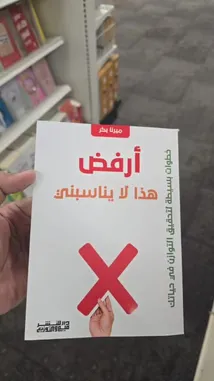 ميرنا بكر
أرفض
هذا لا يناسبني
خطوات بسيطة لتحقيق التوازن في حياتك